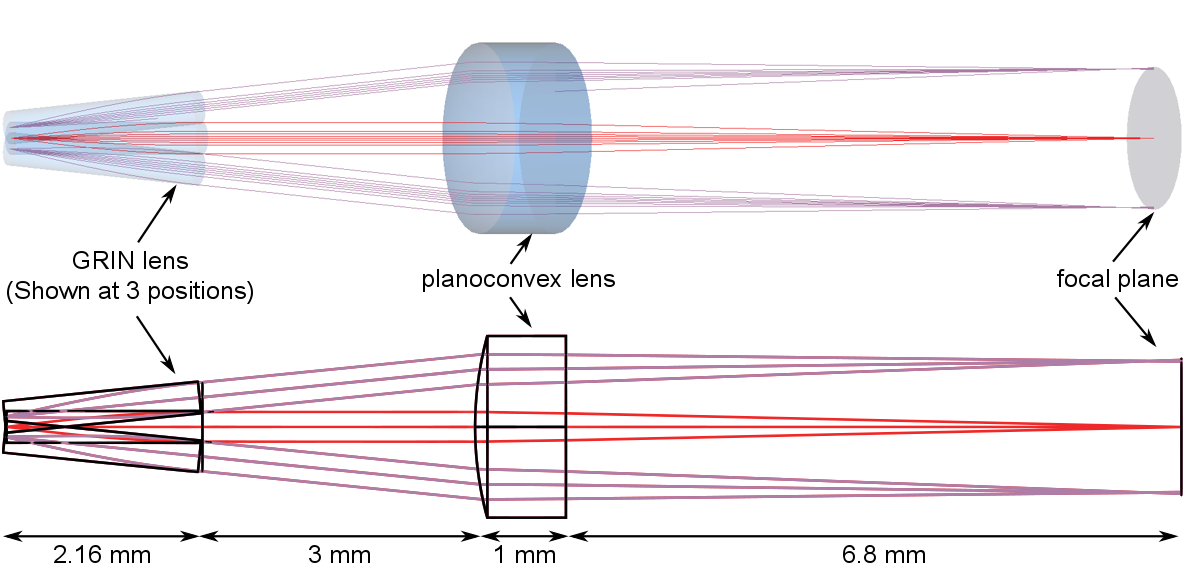 GRIN lens
(Shown at 3 positions)
planoconvex lens
focal plane
2.16 mm
3 mm
1 mm
6.8 mm